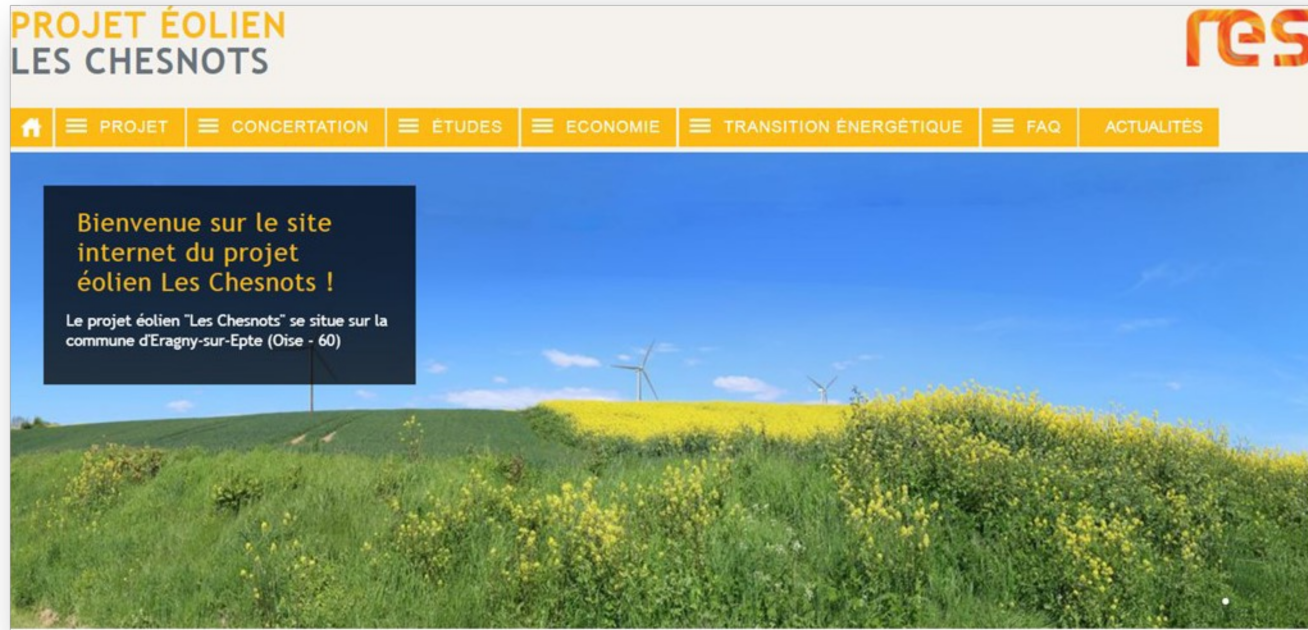 PROJET ÉOLIEN
LES CHESNOTS
res
PROJET
CONCERTATION
ÉTUDES
ECONOMIE
TRANSITION ÉNERGÉTIQUE
FAQ
ACTUALITÉS
Bienvenue sur le site
internet du projet
éolien Les Chesnots !
Le projet éolien "Les Chesnots" se situe sur la
commune d'Eragny-sur-Epte (Oise - 60)